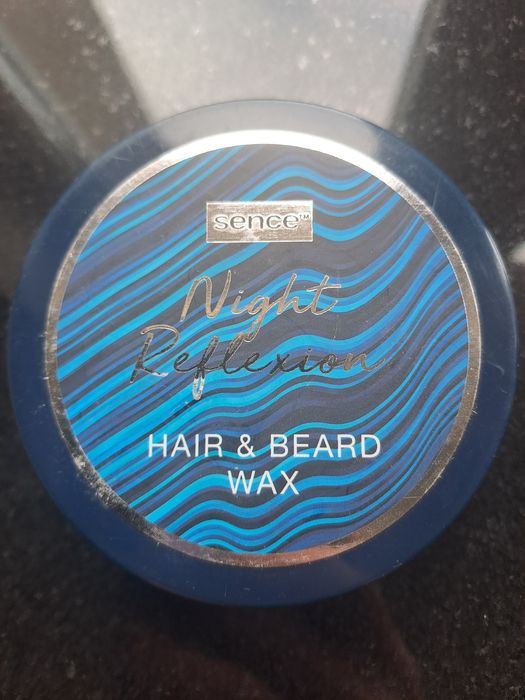 sence™
Night
Reflexion
HAIR & BEARD
WAX